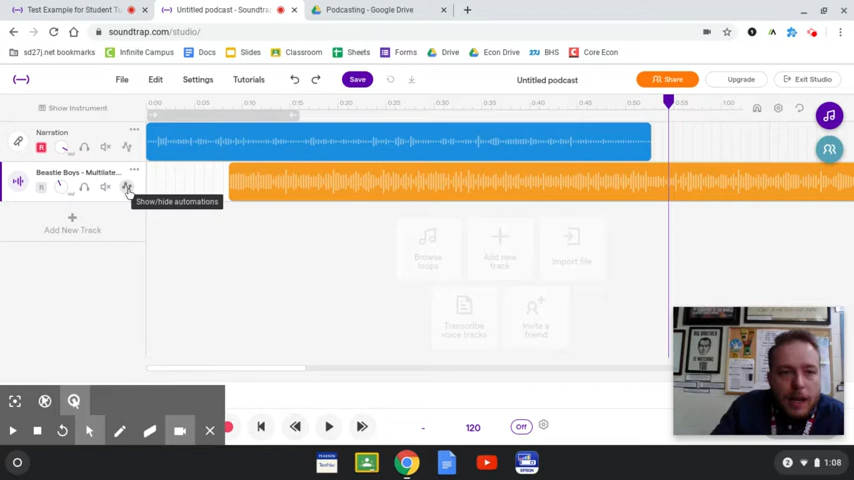 Test Example for Student Tu
Untitled podcast - Soundtrap
Podcasting - Google Drive
soundtrap.com/studio/
sd27j.net bookmarks
Infinite Campus
Docs
Slides
Classroom
Sheets
Forms
Drive
Econ Drive
BHS
Core Econ
File
Edit
Settings
Tutorials
Save
Untitled podcast
Share
Upgrade
Exit Studio
Show Instrument
0:00
0:05
0:10
0:15
0:20
0:25
0:30
0:35
0:40
0:45
0:50
0:55
1:00
Narration
R
Beastie Boys - Multilate...
R
Show/hide automations
Add New Track
Browse loops
Add new track
Import file
Transcribe voice tracks
Invite a friend
BIG BROTHER
-
120
Off
2
1:08